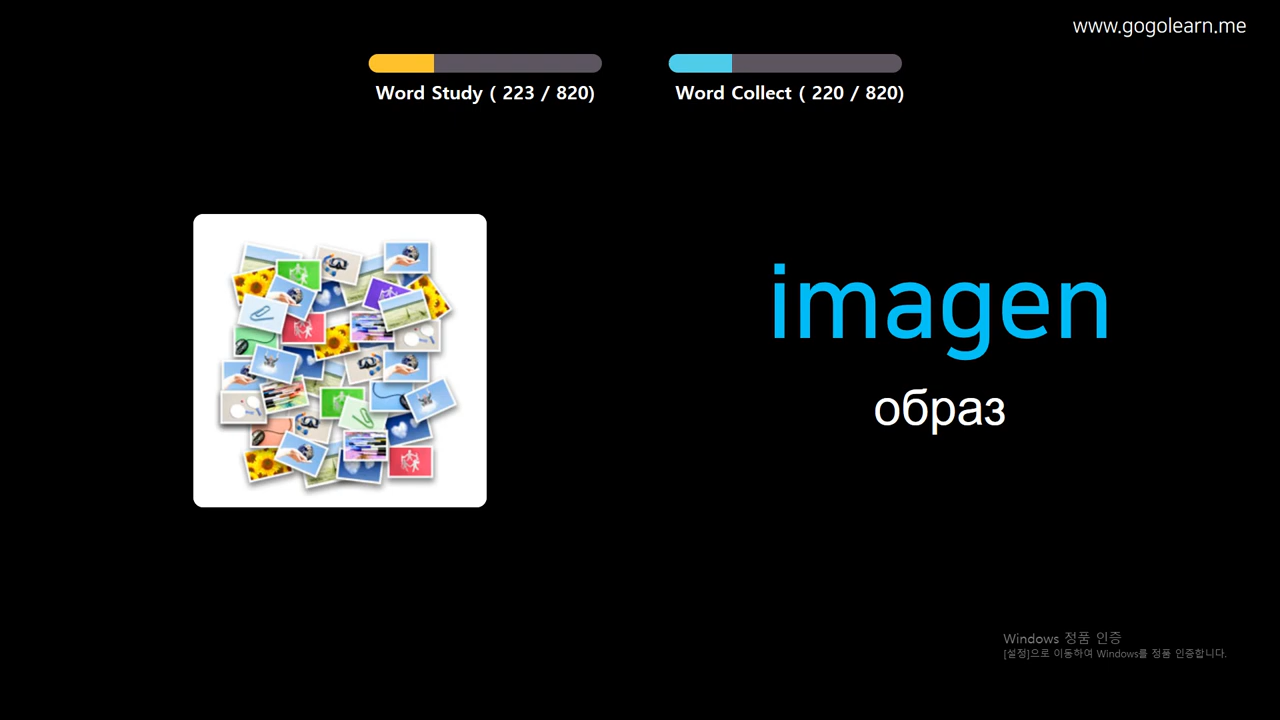 www.gogolearn.me
Word Study ( 223 / 820)
Word Collect ( 220 / 820)
imagen
образ
Windows 정품 인증
[설정]으로 이동하여 Windows를 정품 인증합니다.